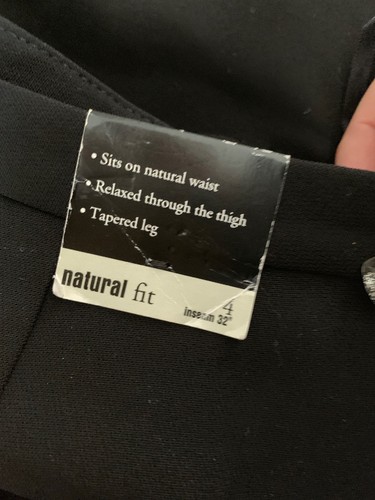 • Sits on natural waist
• Relaxed through the thigh
• Tapered leg
natural fit
4
inseam 32"